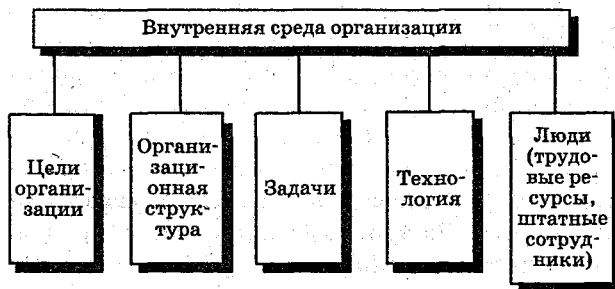 Внутренняя среда организации
Цели
органи-
зации
Органи-
заци-
онная
струк-
тура
Задачи
Техно-
логия
Люди
(трудо-
вые ре-
сурсы,
штатные
сотруд-
ники)